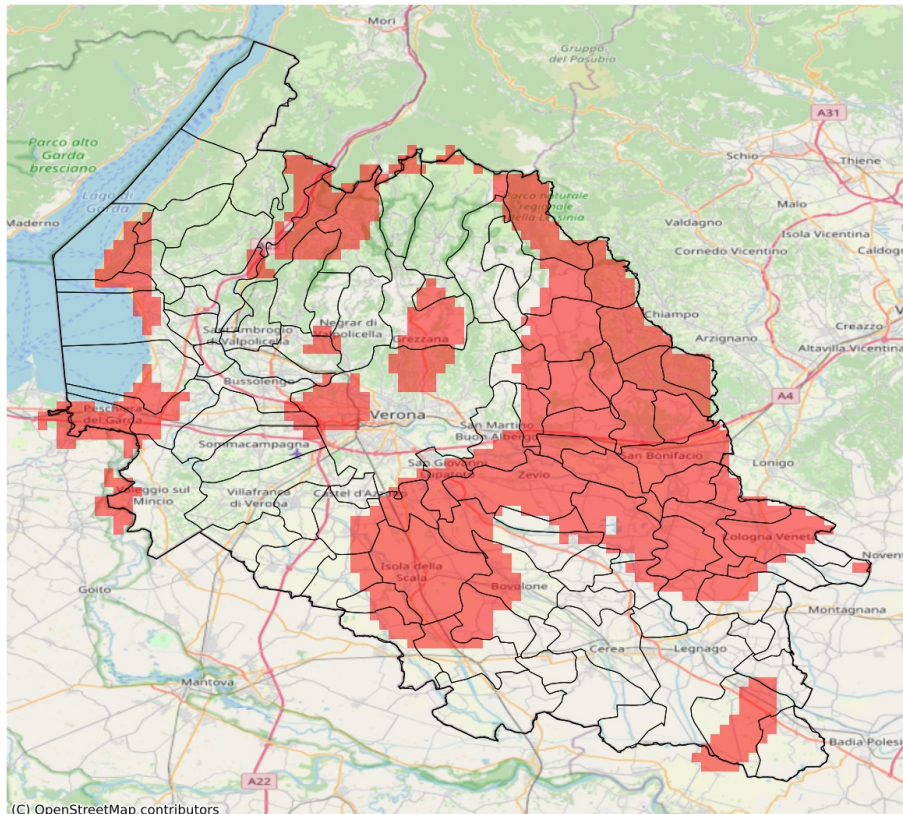 Mori
Gruppo
del Pasubio
A31
Parco alto
Garda
bresciano
Schio
Thiene
Lago di
Garda
Parco naturale
regionale
della Lessinia
Malo
Maderno
Valdagno
Isola Vicentina
Cornedo Vicentino
Caldogno
Chiampo
Sant'Ambrogio
di Valpolicella
Negrar di
Valpolicella
Grezzana
Creazzo
Arzignano
Altavilla Vicentina
Bussolengo
A4
Peschiera
del Garda
Verona
San Martino
Buon Albergo
Sommacampagna
San Bonifacio
Lonigo
San Giovanni
Lupatoto
Zevio
Valeggio sul
Mincio
Villafranca
di Verona
Castel d'Azzano
Cologna Veneta
Isola della
Scala
Bovolone
Noventa
Goito
Montagnana
Cerea
Legnago
Mantova
Badia Polesi
A22
(C) OpenStreetMap contributors